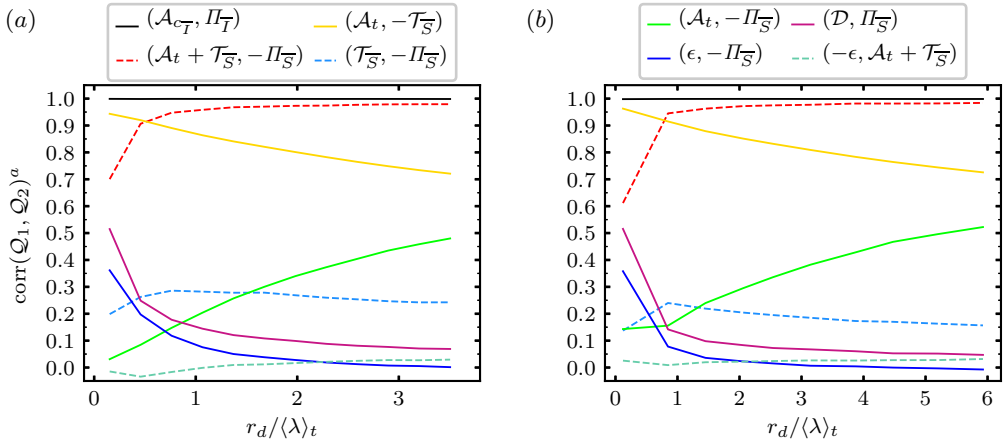 (a)
(𝒜_{c_{\overline{I}}}, Π_{\overline{I}})
(𝒜_t, −𝒯_{\overline{S}})
(𝒜_t + 𝒯_{\overline{S}}, −Π_{\overline{S}})
(𝒯_{\overline{S}}, −Π_{\overline{S}})
corr(𝒬_1, 𝒬_2)^a
1.0
0.9
0.8
0.7
0.6
0.5
0.4
0.3
0.2
0.1
0.0
0 1 2 3
r_d/⟨λ⟩_t
(b)
(𝒜_t, −Π_{\overline{S}})
(𝒟, Π_{\overline{S}})
(ϵ, −Π_{\overline{S}})
(−ϵ, 𝒜_t + 𝒯_{\overline{S}})
1.0
0.9
0.8
0.7
0.6
0.5
0.4
0.3
0.2
0.1
0.0
0 1 2 3 4 5 6
r_d/⟨λ⟩_t